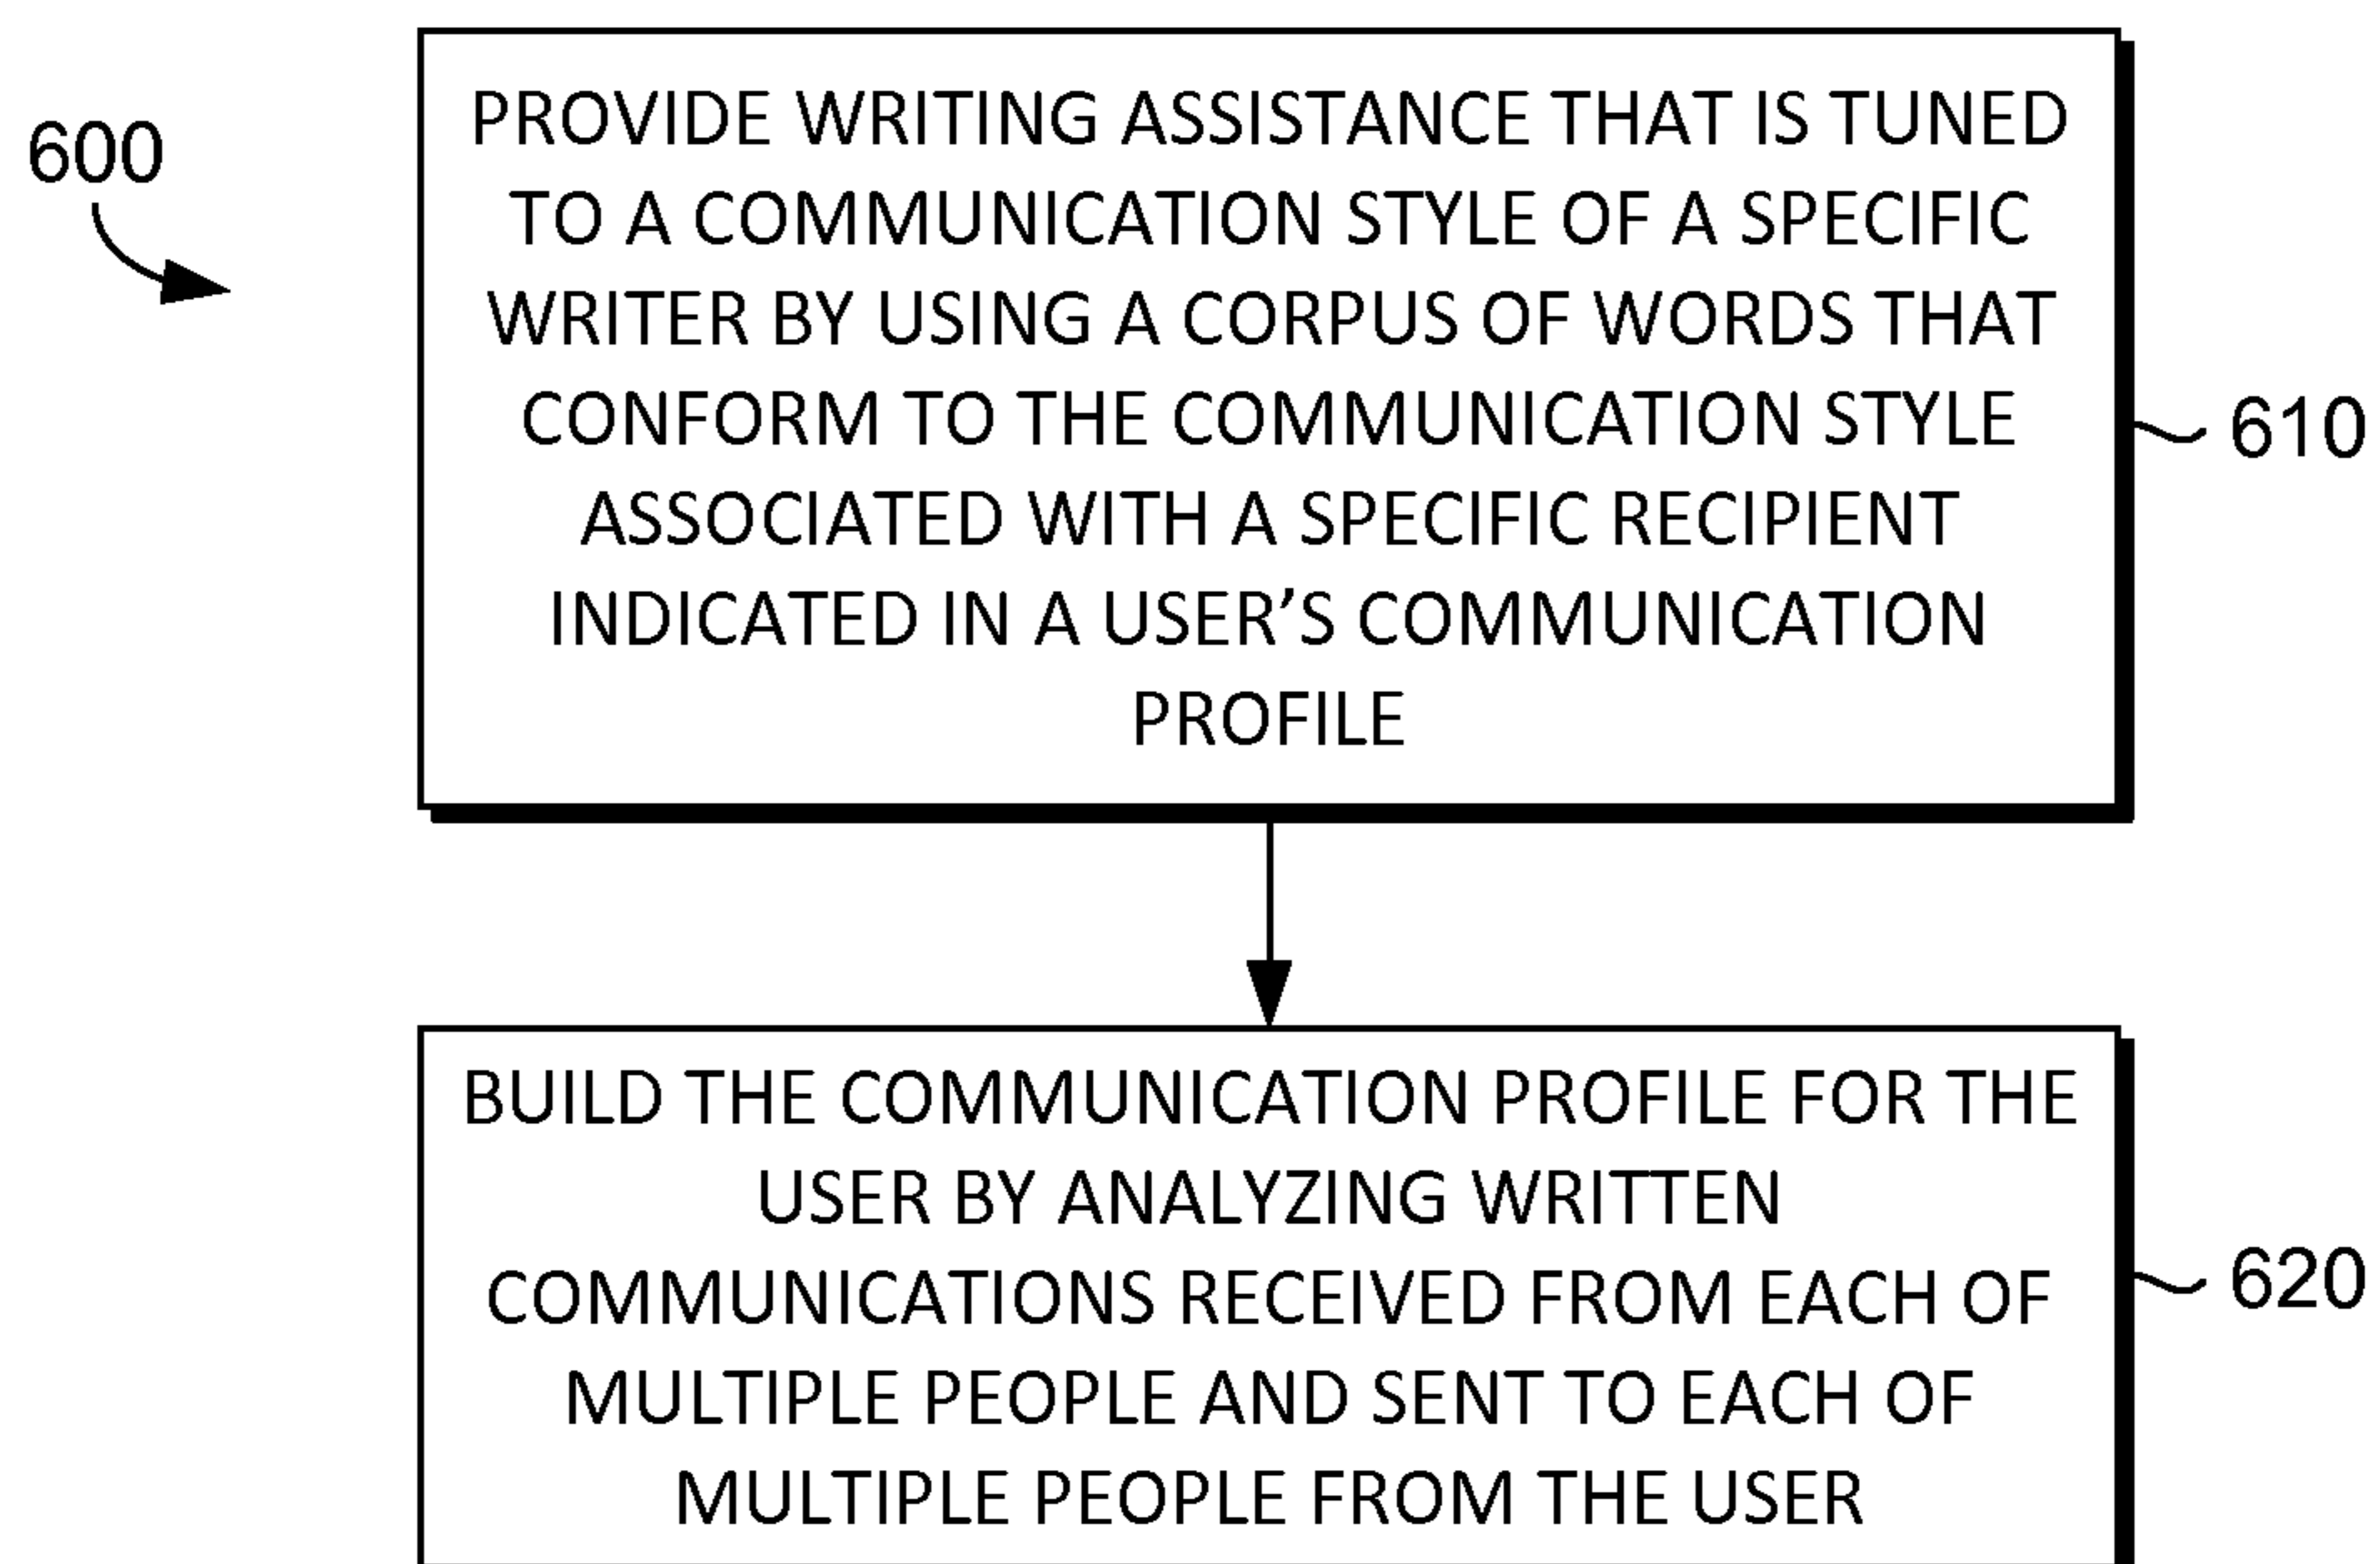 600
PROVIDE WRITING ASSISTANCE THAT IS TUNED
TO A COMMUNICATION STYLE OF A SPECIFIC
WRITER BY USING A CORPUS OF WORDS THAT
CONFORM TO THE COMMUNICATION STYLE
ASSOCIATED WITH A SPECIFIC RECIPIENT
INDICATED IN A USER’S COMMUNICATION
PROFILE
610
BUILD THE COMMUNICATION PROFILE FOR THE
USER BY ANALYZING WRITTEN
COMMUNICATIONS RECEIVED FROM EACH OF
MULTIPLE PEOPLE AND SENT TO EACH OF
MULTIPLE PEOPLE FROM THE USER
620